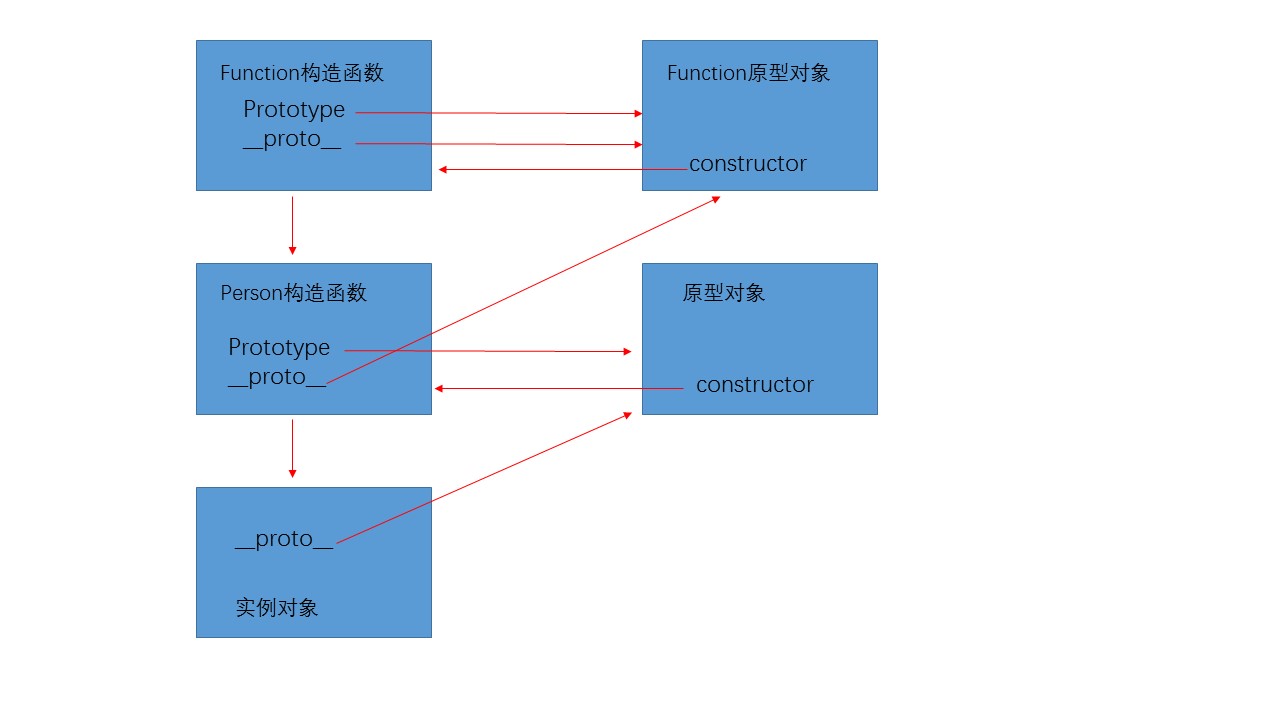 Function构造函数
Prototype
__proto__
Function原型对象
constructor
Person构造函数
Prototype
__proto__
原型对象
constructor
__proto__
实例对象